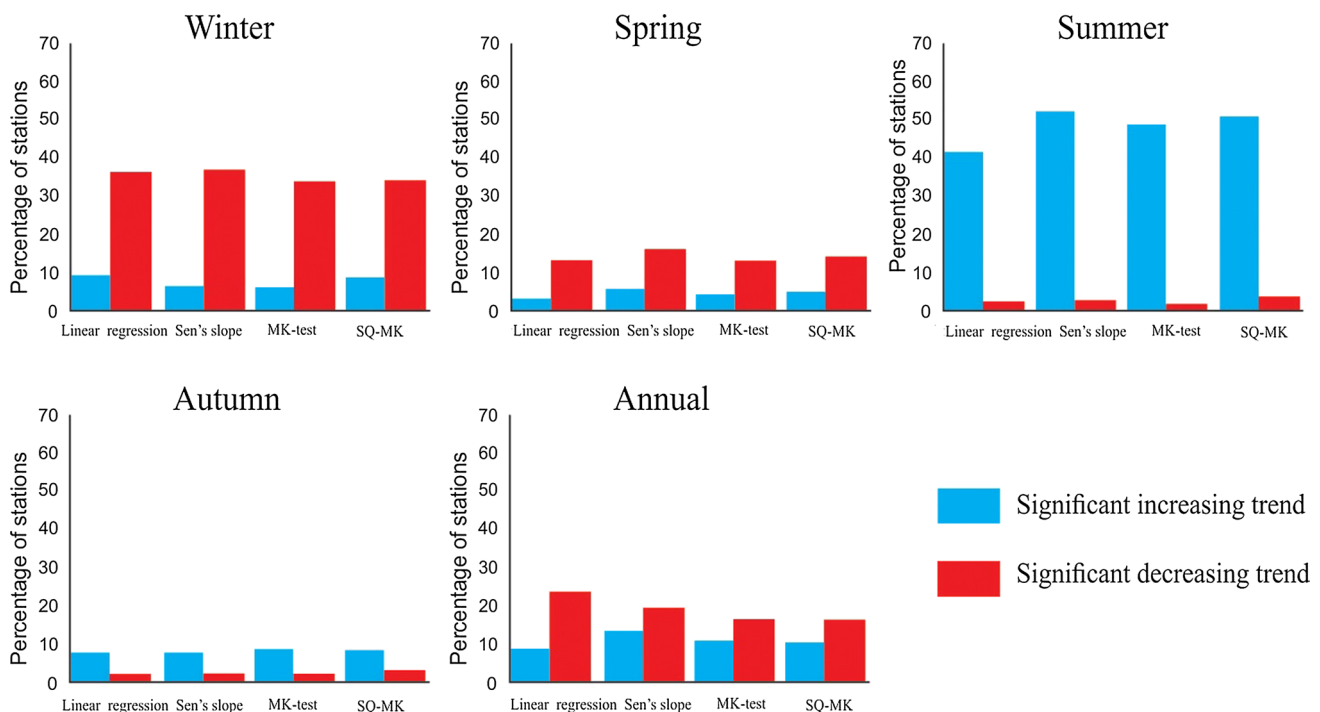 Winter
70
60
50
40
30
20
10
0
Percentage of stations
Linear regression Sen's slope MK-test SQ-MK
Spring
70
60
50
40
30
20
10
0
Percentage of stations
Linear regression Sen's slope MK-test SQ-MK
Summer
70
60
50
40
30
20
10
0
Percentage of stations
Linear regression Sen's slope MK-test SQ-MK
Autumn
70
60
50
40
30
20
10
0
Percentage of stations
Linear regression Sen's slope MK-test SQ-MK
Annual
70
60
50
40
30
20
10
0
Percentage of stations
Linear regression Sen's slope MK-test SQ-MK
Significant increasing trend
Significant decreasing trend